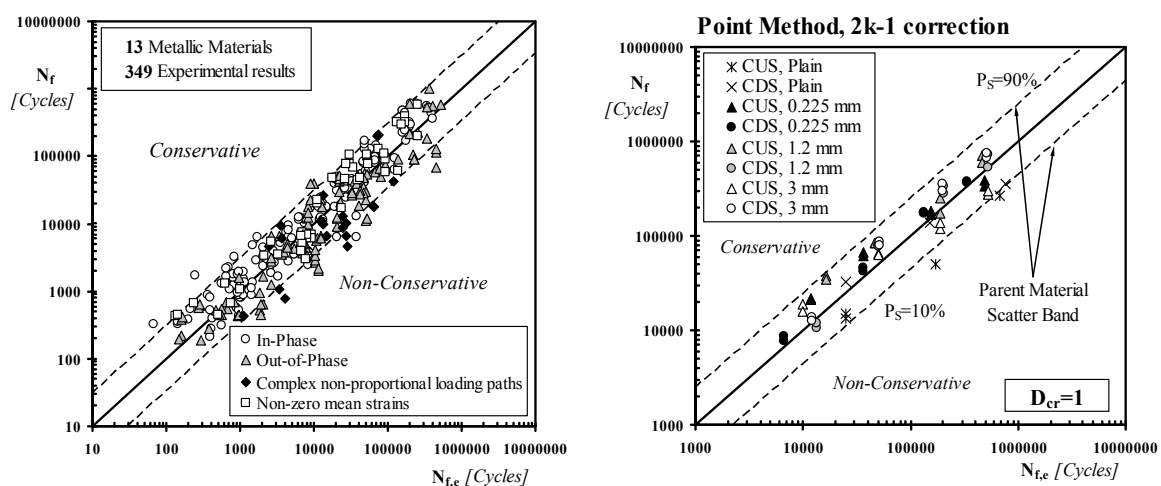 13 Metallic Materials
349 Experimental results
N_f
[Cycles]
10000000
1000000
100000
10000
1000
100
10
Conservative
Non-Conservative
In-Phase
Out-of-Phase
Complex non-proportional loading paths
Non-zero mean strains
10 100 1000 10000 100000 1000000 10000000
N_f,e [Cycles]
Point Method, 2k-1 correction
N_f
[Cycles]
10000000
1000000
100000
10000
1000
CUS, Plain
CDS, Plain
CUS, 0.225 mm
CDS, 0.225 mm
CUS, 1.2 mm
CDS, 1.2 mm
CUS, 3 mm
CDS, 3 mm
P_S=90%
Conservative
P_S=10%
Parent Material
Scatter Band
Non-Conservative
D_cr=1
1000 10000 100000 1000000 10000000
N_f,e [Cycles]